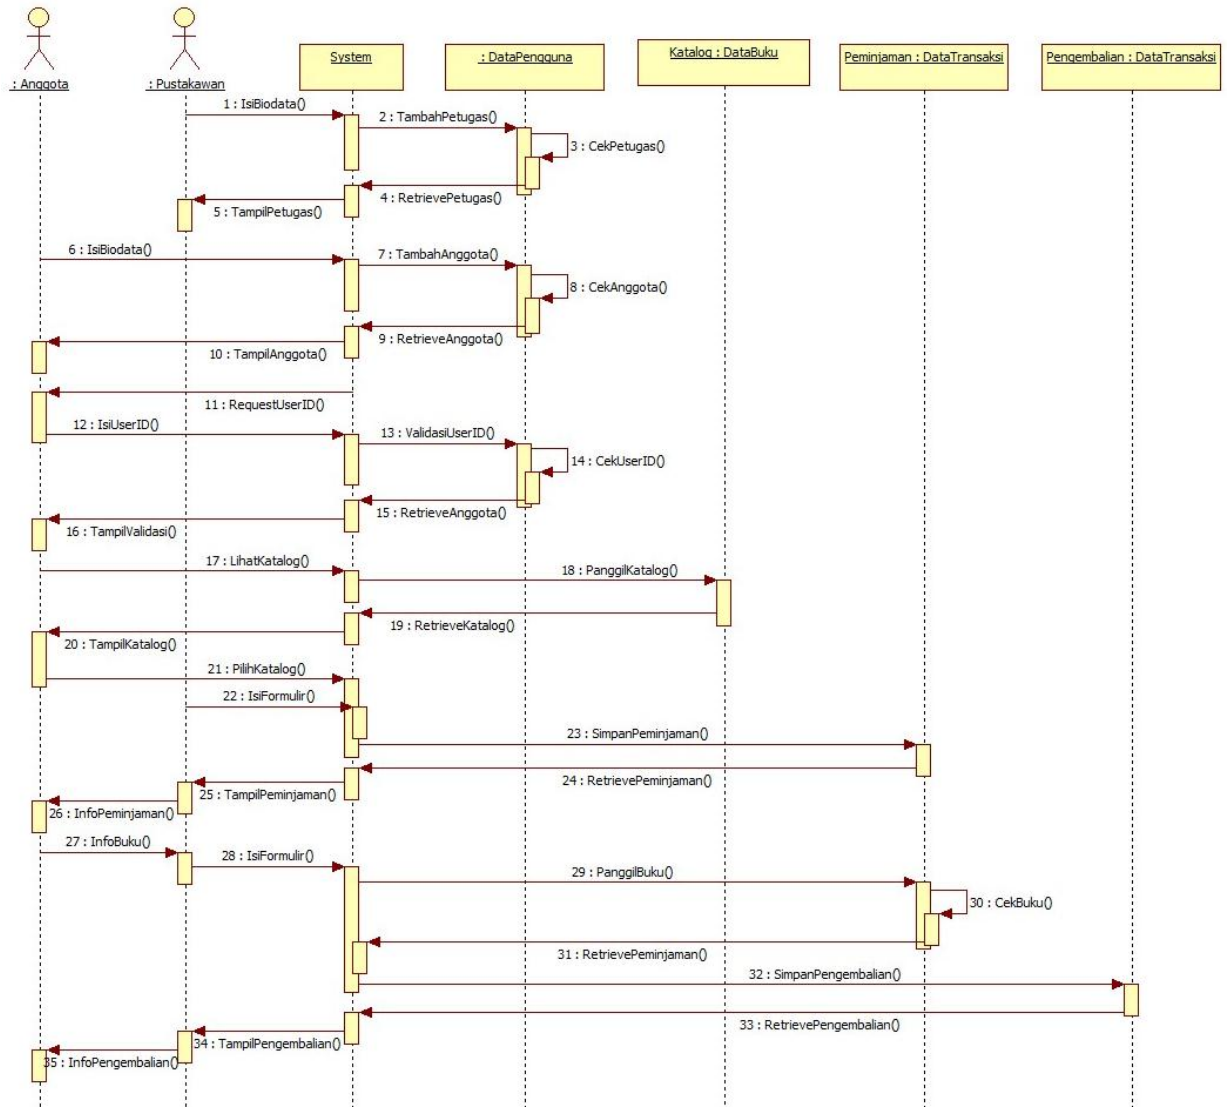 : Anggota
: Pustakawan
System
: DataPengguna
Katalog : DataBuku
Peminjaman : DataTransaksi
Pengembalian : DataTransaksi
1 : IsiBiodata()
2 : TambahPetugas()
3 : CekPetugas()
4 : RetrievePetugas()
5 : TampilPetugas()
6 : IsiBiodata()
7 : TambahAnggota()
8 : CekAnggota()
9 : RetrieveAnggota()
10 : TampilAnggota()
11 : RequestUserID()
12 : IsiUserID()
13 : ValidasiUserID()
14 : CekUserID()
15 : RetrieveAnggota()
16 : TampilValidasi()
17 : LihatKatalog()
18 : PanggilKatalog()
19 : RetrieveKatalog()
20 : TampilKatalog()
21 : PilihKatalog()
22 : IsiFormulir()
23 : SimpanPeminjaman()
24 : RetrievePeminjaman()
25 : TampilPeminjaman()
26 : InfoPeminjaman()
27 : InfoBuku()
28 : IsiFormulir()
29 : PanggilBuku()
30 : CekBuku()
31 : RetrievePeminjaman()
32 : SimpanPengembalian()
33 : RetrievePengembalian()
34 : TampilPengembalian()
35 : InfoPengembalian()